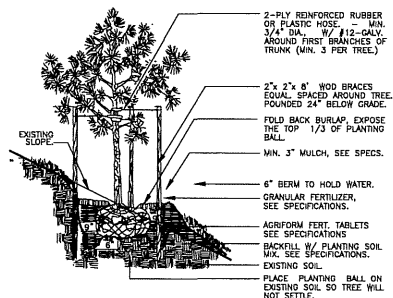 2-PLY REINFORCED RUBBER
OR PLASTIC HOSE. - MIN.
3/4" DIA., W/ #12-GALV.
AROUND FIRST BRANCHES OF
TRUNK (MIN. 3 PER TREE.)
2"x 2"x 8' WOD BRACES
EQUAL SPACED AROUND TREE.
POUNDED 24" BELOW GRADE.
FOLD BACK BURLAP, EXPOSE
THE TOP 1/3 OF PLANTING
BALL.
EXISTING
SLOPE.
MIN. 3" MULCH, SEE SPECS.
6" BERM TO HOLD WATER.
GRANULAR FERTILIZER,
SEE SPECIFICATIONS.
AGRIFORM FERT. TABLETS
SEE SPECIFICATIONS
BACKFILL W/ PLANTING SOIL
MIX. SEE SPECIFICATIONS.
EXISTING SOIL.
PLACE PLANTING BALL ON
EXISTING SOIL SO TREE WILL
NOT SETTLE.